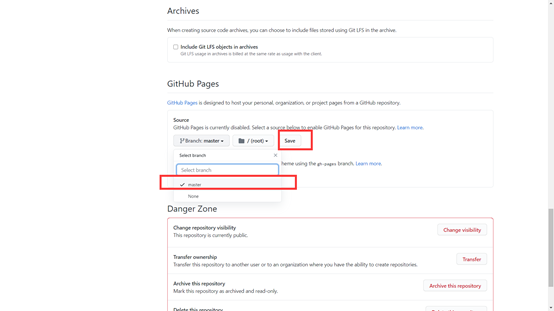 Archives
When creating source code archives, you can choose to include files stored using Git LFS in the archive.
Include Git LFS objects in archives
Git LFS usage in archives is billed at the same rate as usage with the client.
GitHub Pages
GitHub Pages is designed to host your personal, organization, or project pages from a GitHub repository.
Source
GitHub Pages is currently disabled. Select a source below to enable GitHub Pages for this repository. Learn more.
Branch: master
/ (root)
Save
Select branch
Select branch
heme using the gh-pages branch. Learn more.
master
None
Danger Zone
Change repository visibility
This repository is currently public.
Change visibility
Transfer ownership
Transfer this repository to another user or to an organization where you have the ability to create repositories.
Transfer
Archive this repository
Mark this repository as archived and read-only.
Archive this repository
Delete this repository